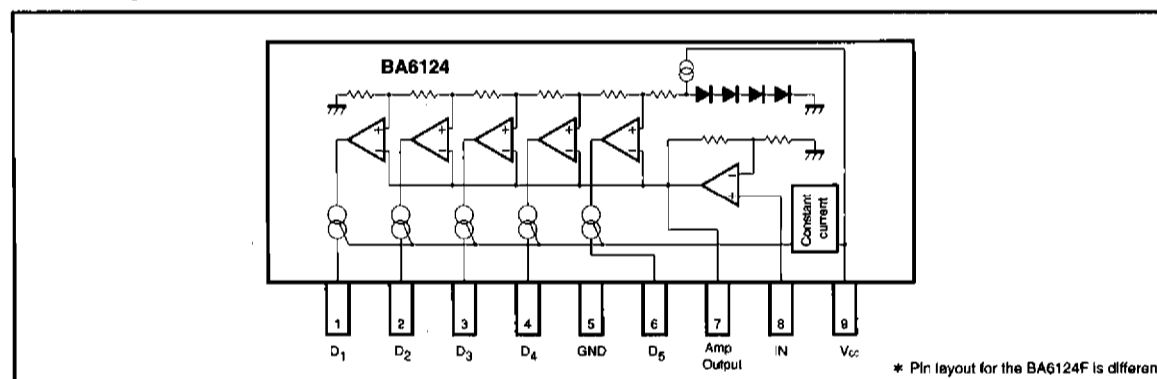 BA6124
+ + + + +
− − − − −
−
+
Constant
current
1 2 3 4 5 6 7 8 9
D1 D2 D3 D4 GND D5 Amp
Output IN Vcc
* Pin layout for the BA6124F is differen